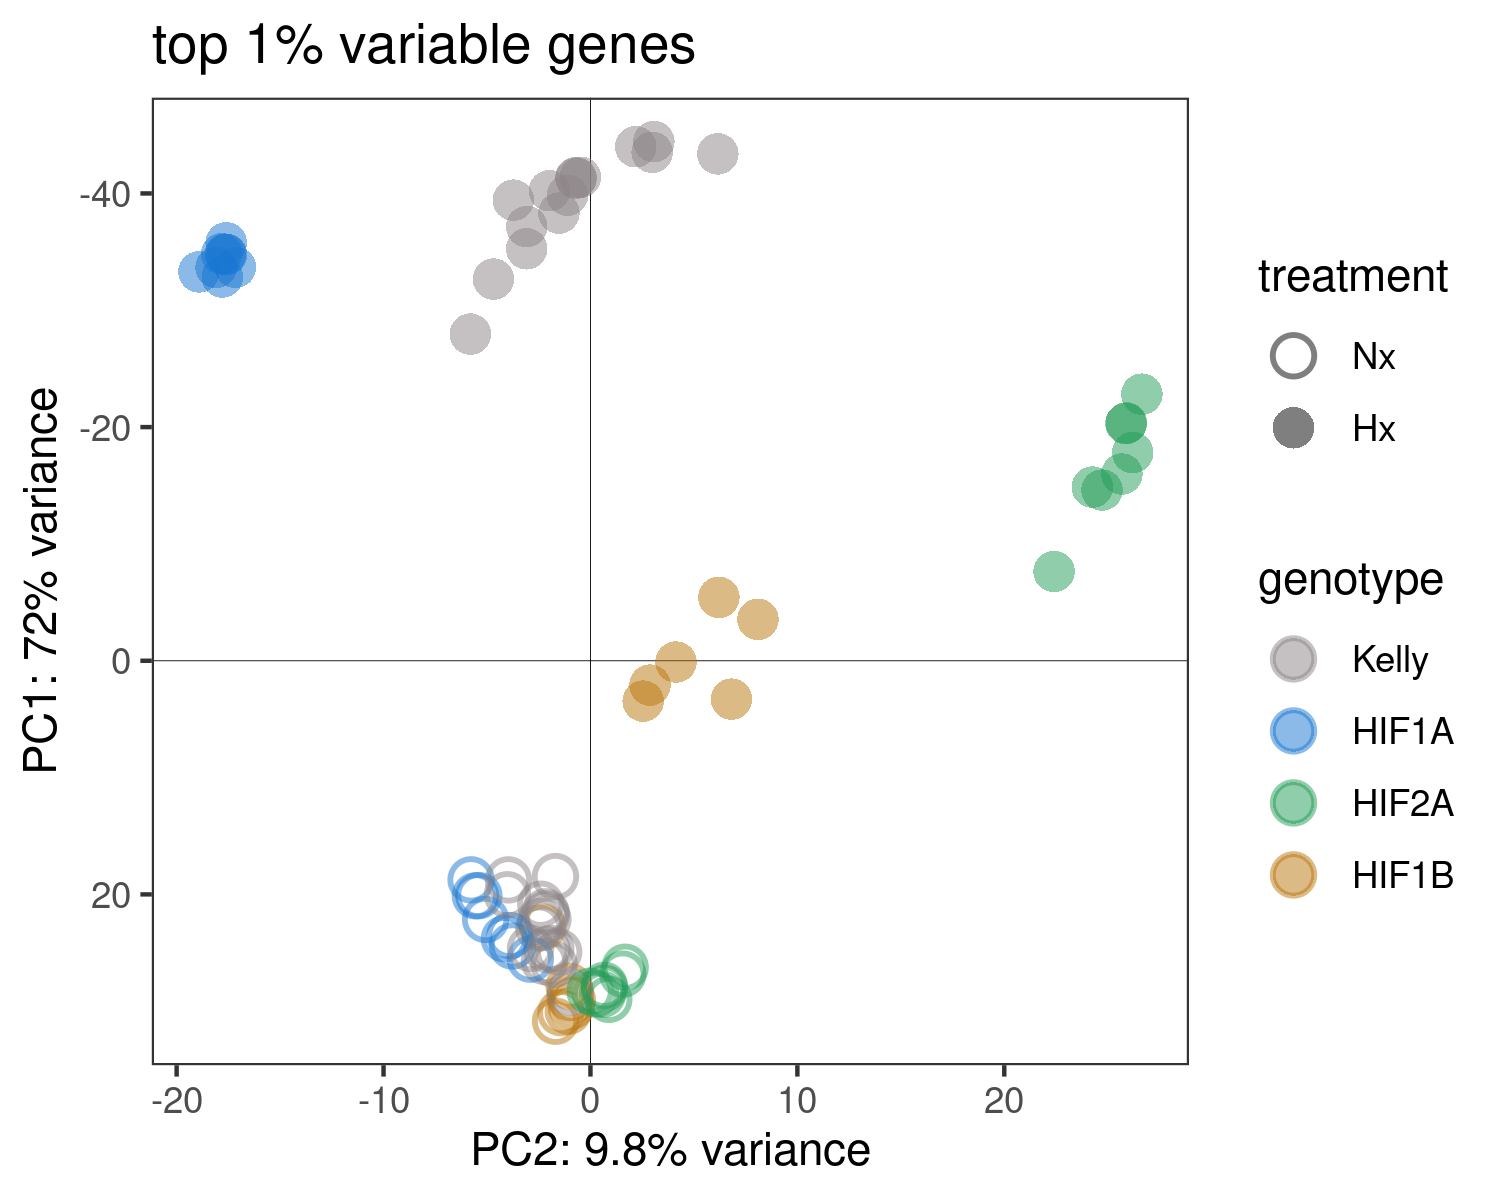 top 1% variable genes
PC1: 72% variance
-40
-20
0
20
-20
-10
0
10
20
PC2: 9.8% variance
treatment
Nx
Hx
genotype
Kelly
HIF1A
HIF2A
HIF1B